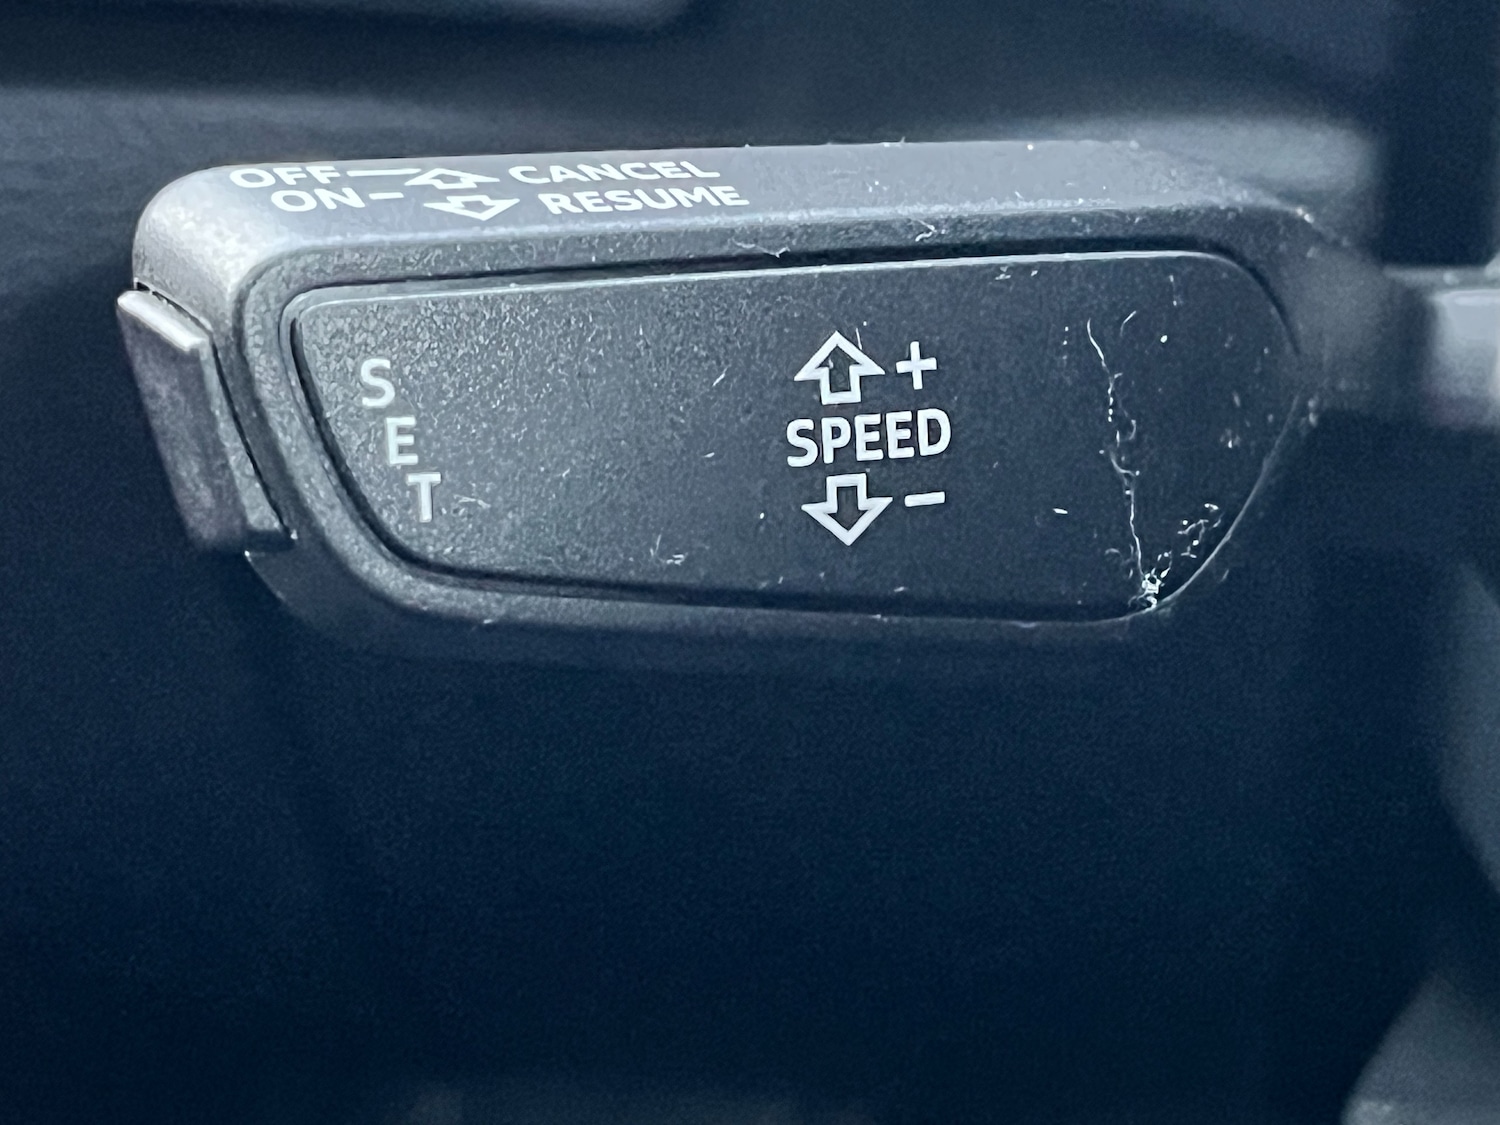 OFF CANCEL
ON RESUME
SET
+
SPEED
-